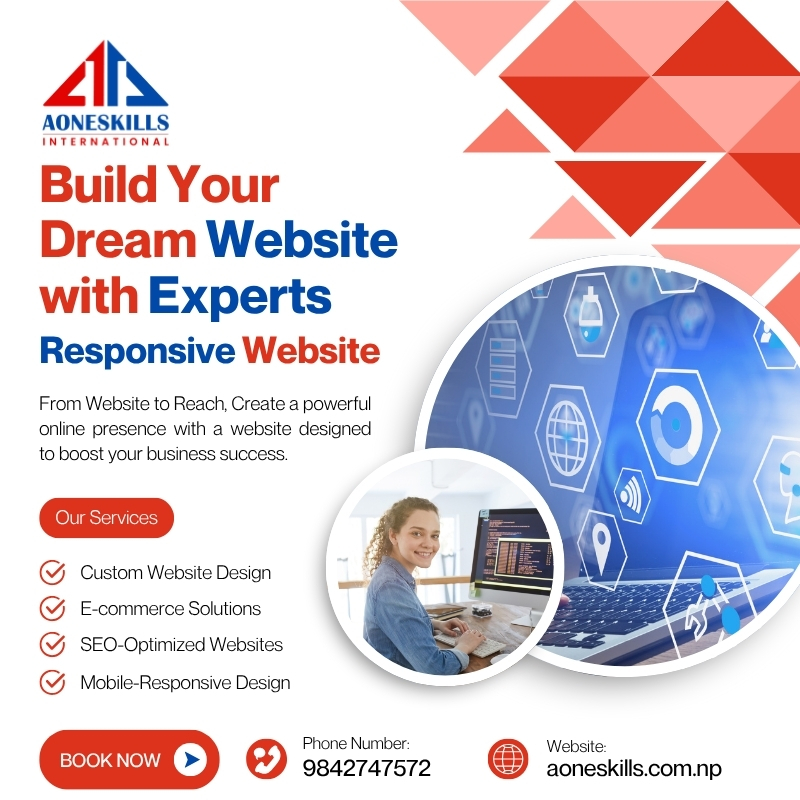 AONESKILLS
INTERNATIONAL
Build Your
Dream Website
with Experts
Responsive Website
From Website to Reach, Create a powerful
online presence with a website designed
to boost your business success.
Our Services
Custom Website Design
E-commerce Solutions
SEO-Optimized Websites
Mobile-Responsive Design
BOOK NOW
Phone Number:
9842747572
Website:
aoneskills.com.np